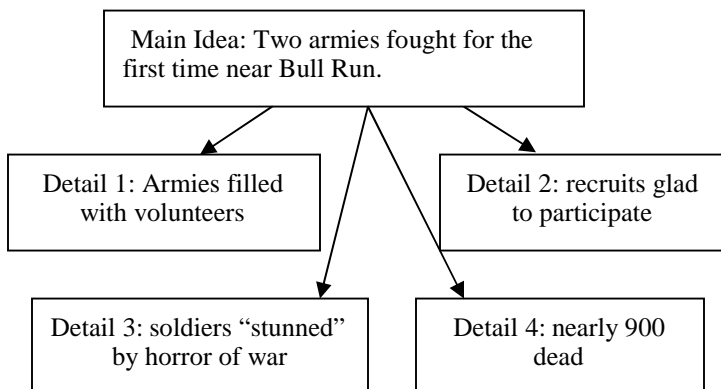 Main Idea: Two armies fought for the
first time near Bull Run.
Detail 1: Armies filled
with volunteers
Detail 2: recruits glad
to participate
Detail 3: soldiers “stunned”
by horror of war
Detail 4: nearly 900
dead